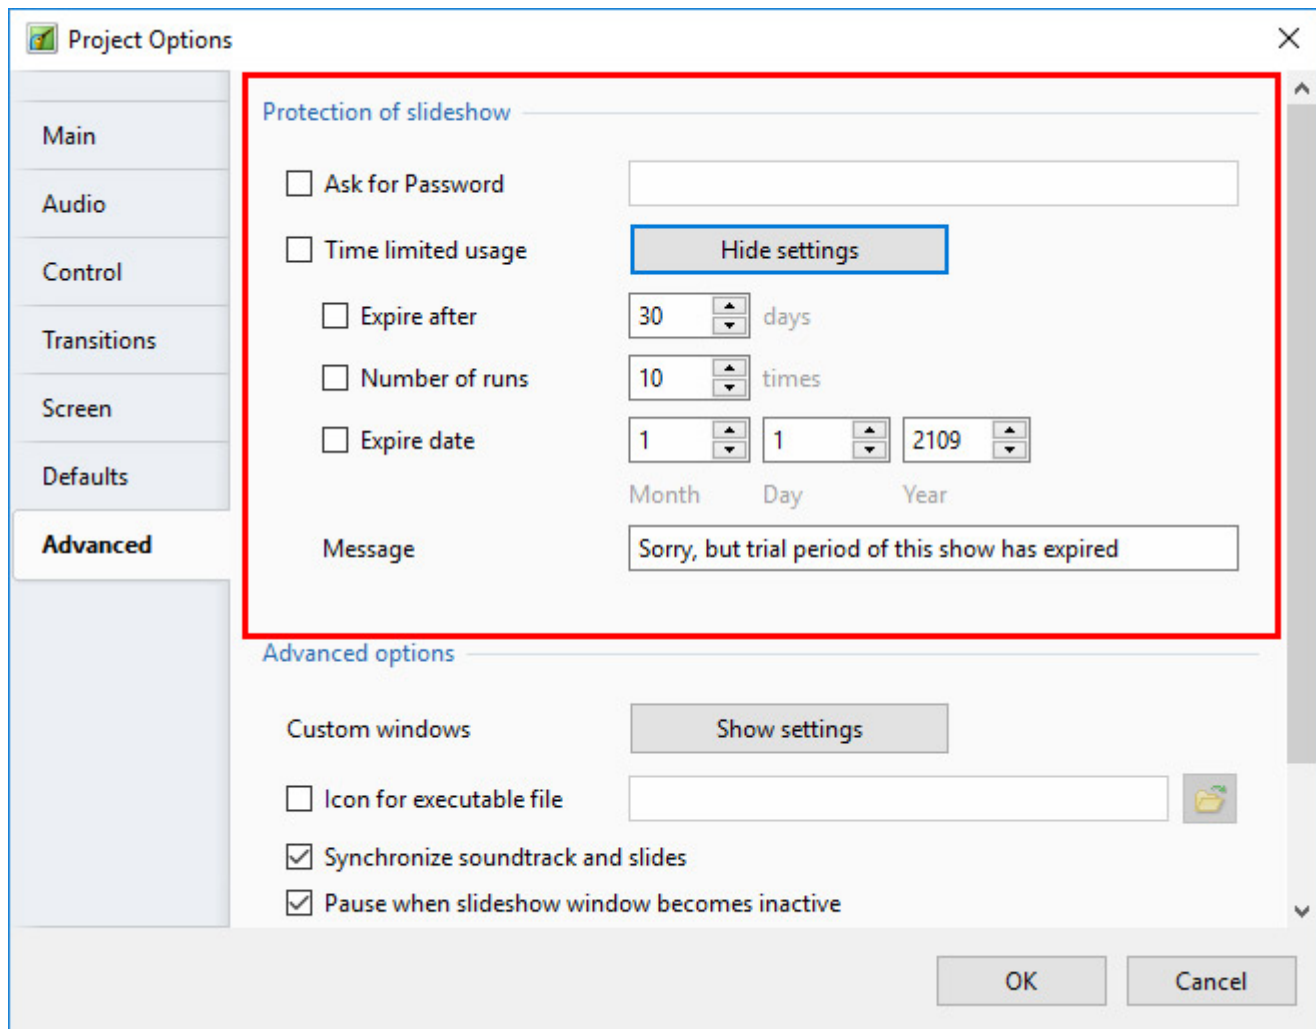 Project Options
Main
Audio
Control
Transitions
Screen
Defaults
Advanced
Protection of slideshow
Ask for Password
Time limited usage Hide settings
Expire after 30 days
Number of runs 10 times
Expire date 1 1 2109
Month Day Year
Message Sorry, but trial period of this show has expired
Advanced options
Custom windows Show settings
Icon for executable file
Synchronize soundtrack and slides
Pause when slideshow window becomes inactive
OK Cancel